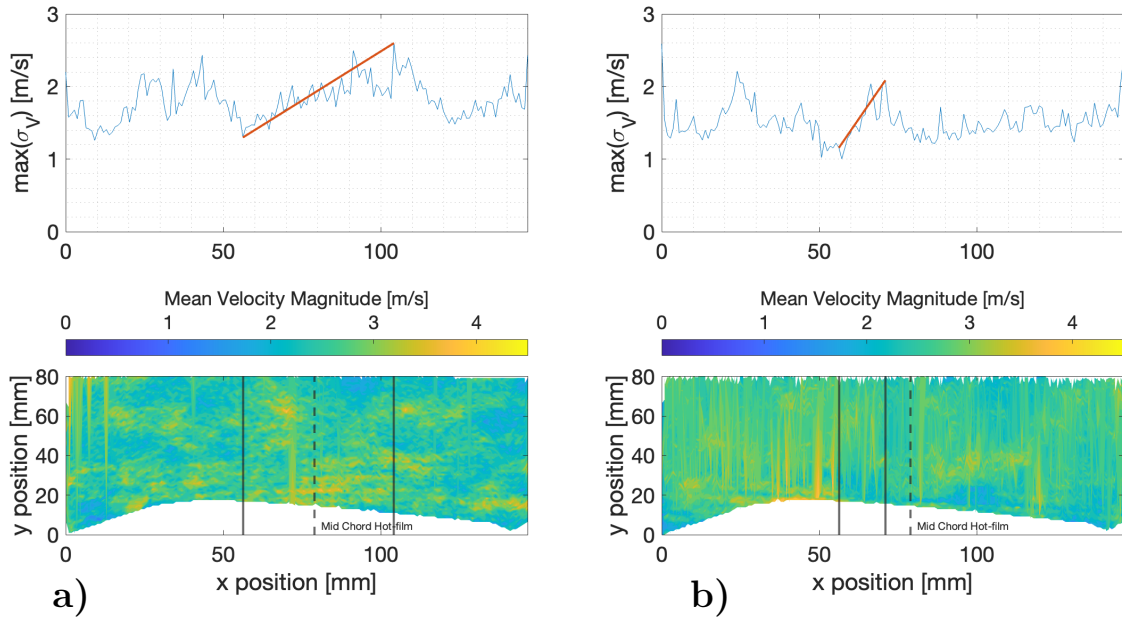 3
2
1
0
max(σ_V) [m/s]
0 50 100
Mean Velocity Magnitude [m/s]
0 1 2 3 4
80
60
40
20
0
y position [mm]
Mid Chord Hot-film
0 50 100
x position [mm]
a)
3
2
1
0
max(σ_V) [m/s]
0 50 100
Mean Velocity Magnitude [m/s]
0 1 2 3 4
80
60
40
20
0
y position [mm]
Mid Chord Hot-film
0 50 100
x position [mm]
b)